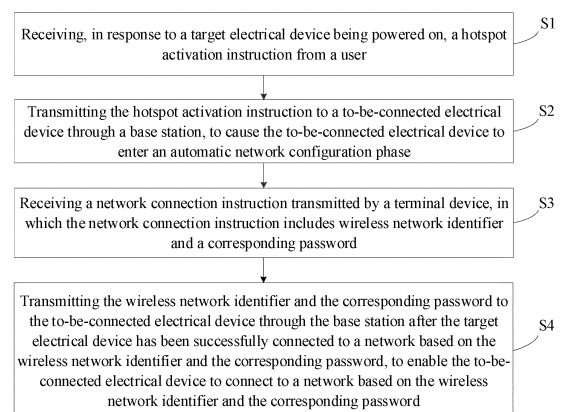 Receiving, in response to a target electrical device being powered on, a hotspot
activation instruction from a user
S1
Transmitting the hotspot activation instruction to a to-be-connected electrical
device through a base station, to cause the to-be-connected electrical device to
enter an automatic network configuration phase
S2
Receiving a network connection instruction transmitted by a terminal device, in
which the network connection instruction includes wireless network identifier
and a corresponding password
S3
Transmitting the wireless network identifier and the corresponding password to
the to-be-connected electrical device through the base station after the target
electrical device has been successfully connected to a network based on the
wireless network identifier and the corresponding password, to enable the to-be-
connected electrical device to connect to a network based on the wireless
network identifier and the corresponding password
S4